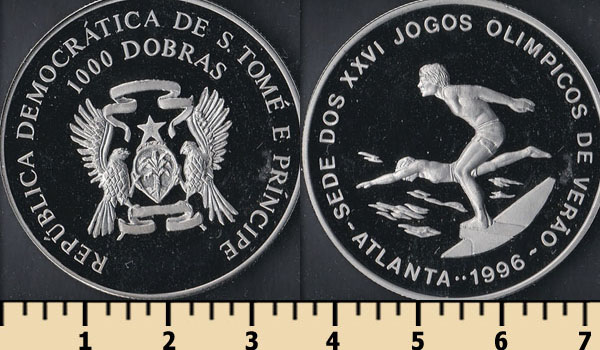 REPÚBLICA DEMOCRÁTICA DE S. TOMÉ E PRÍNCIPE
1000 DOBRAS
-SEDE DOS XXVI JOGOS OLIMPICOS DE VERÃO-
ATLANTA··1996
1 2 3 4 5 6 7